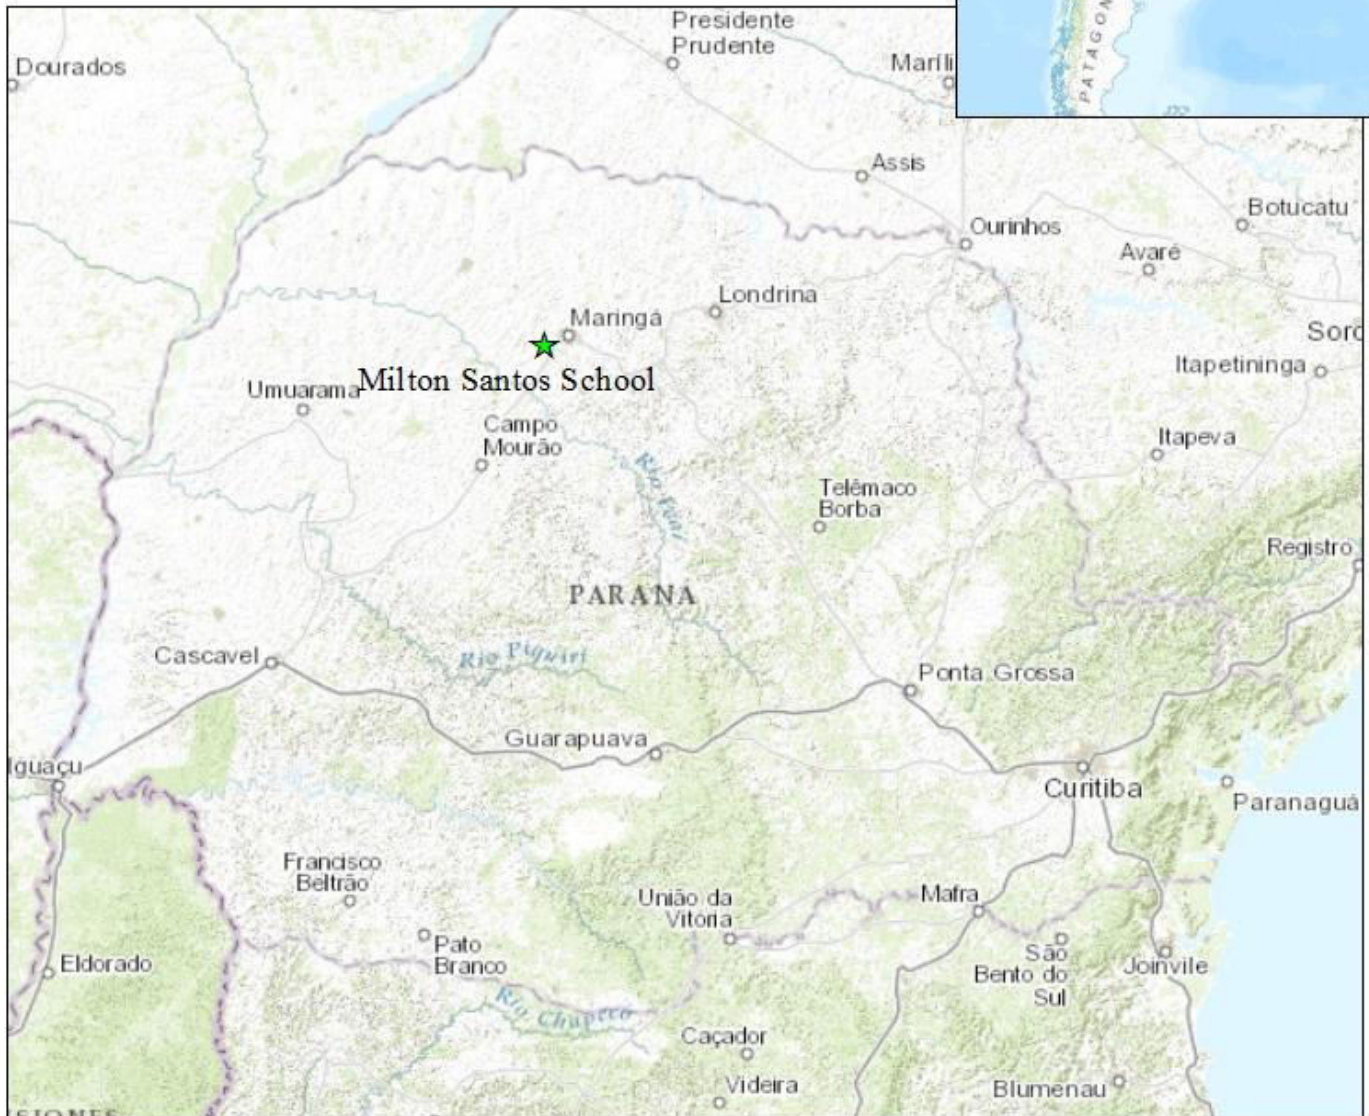 Presidente
Prudente
PATAGON
Dourados
Maríli
Assis
Botucatu
Ourinhos
Avaré
Londrina
Maringá
Soro
Itapetininga
Milton Santos School
Umuarama
Campo
Mourão
Itapeva
Rio Ivaí
Telêmaco
Borba
Registro
PARANA
Cascavel
Rio Piquiri
Ponta Grossa
Guarapuava
Iguaçu
Curitiba
Paranaguá
Francisco
Beltrão
União da
Vitória
Mafra
Pato
Branco
Eldorado
São
Bento do
Sul
Joinvile
Rio Chapecó
Caçador
Videira
Blumenau
SIONES